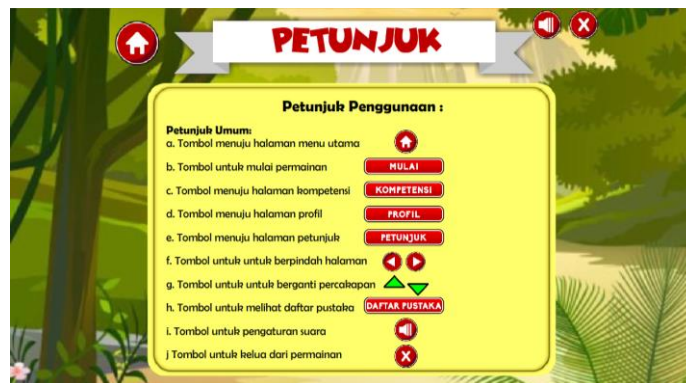 PETUNJUK
Petunjuk Penggunaan :
Petunjuk Umum:
a. Tombol menuju halaman menu utama
b. Tombol untuk mulai permainan MULAI
c. Tombol menuju halaman kompetensi KOMPETENSI
d. Tombol menuju halaman profil PROFIL
e. Tombol menuju halaman petunjuk PETUNJUK
f. Tombol untuk untuk berpindah halaman
g. Tombol untuk untuk berganti percakapan
h. Tombol untuk melihat daftar pustaka DAFTAR PUSTAKA
i. Tombol untuk pengaturan suara
j Tombol untuk kelua dari permainan